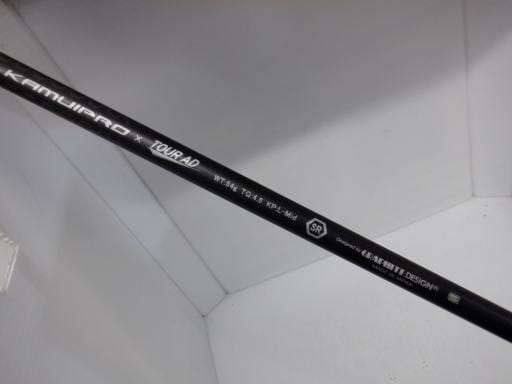 KAMUIPRO × TOUR AD WT:54g TQ:4.6 KP:L-Mid SR Designed by GRAPHITE DESIGN®
MADE IN JAPAN